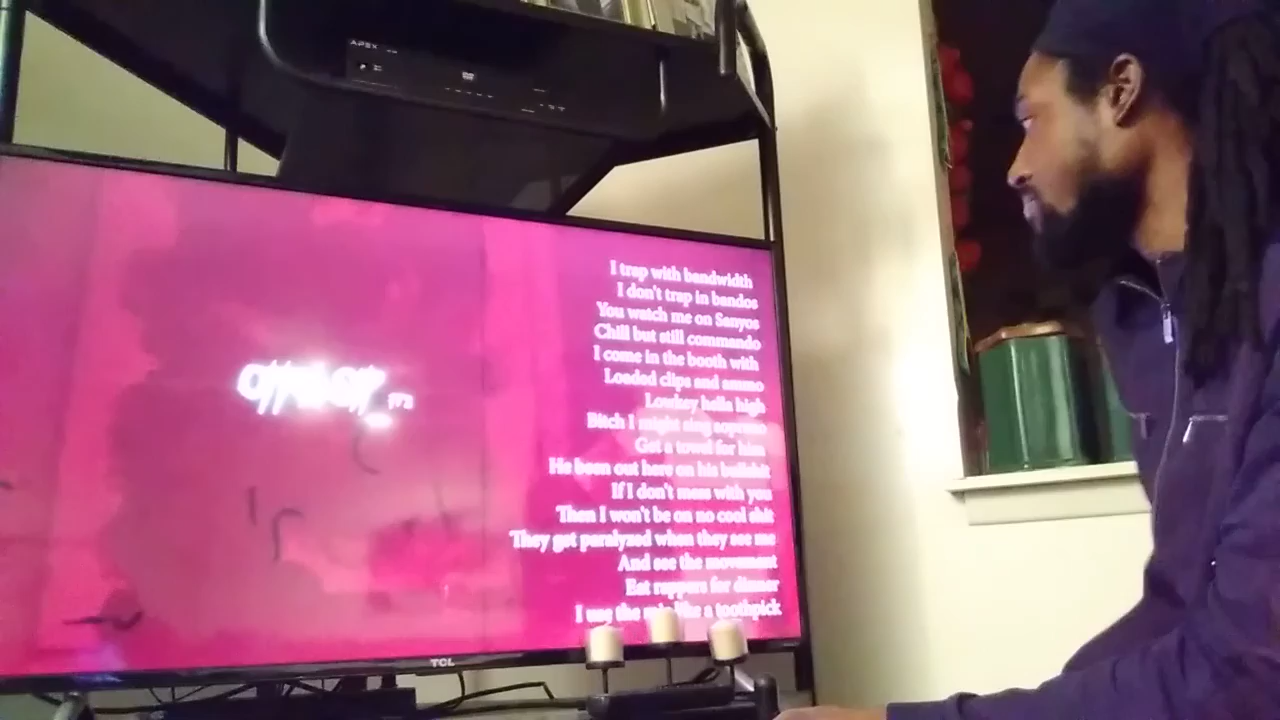 APEX
I trap with bandwidth
I don't trap in bandos
You watch me on Sanyos
Chill but still commando
I come in the booth with
Loaded clips and ammo
Lowkey hella high
Bitch I might sing soprano
Get a towel for him
He been out here on his bullshit
If I don't mess with you
Then I won't be on no cool shit
They get paralyzed when they see me
And see the movement
Eat rappers for dinner
I use the mic like a toothpick
TCL